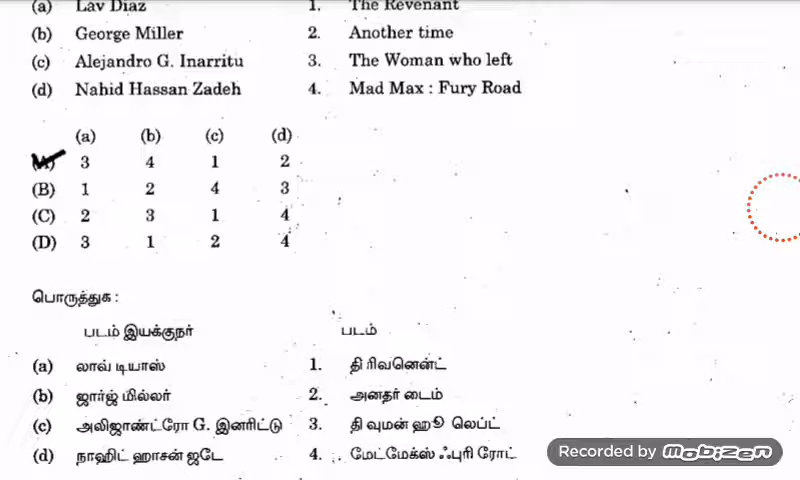 (a) Lav Diaz 1. The Revenant
(b) George Miller 2. Another time
(c) Alejandro G. Inarritu 3. The Woman who left
(d) Nahid Hassan Zadeh 4. Mad Max : Fury Road
(a) (b) (c) (d)
(A) 3 4 1 2
(B) 1 2 4 3
(C) 2 3 1 4
(D) 3 1 2 4
பொருத்துக :
படம் இயக்குநர் படம்
(a) லாவ் டியாஸ் 1. தி ரிவனென்ட்
(b) ஜார்ஜ் மில்லர் 2. அனதர் டைம்
(c) அலிஜாண்ட்ரோ G. இனரிட்டு 3. தி வுமன் ஹூ லெப்ட்
(d) நாஹிட் ஹாசன் ஜடே 4. மேட்மேக்ஸ் ஃபுரி ரோட்
Recorded by mobizen